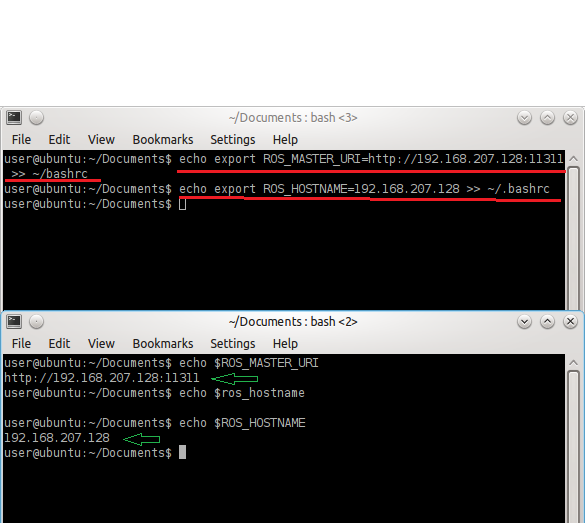 ~/Documents : bash <3>
File Edit View Bookmarks Settings Help
user@ubuntu:~/Documents$ echo export ROS_MASTER_URI=http://192.168.207.128:11311
>> ~/bashrc
user@ubuntu:~/Documents$ echo export ROS_HOSTNAME=192.168.207.128 >> ~/.bashrc
user@ubuntu:~/Documents$
~/Documents : bash <2>
File Edit View Bookmarks Settings Help
user@ubuntu:~/Documents$ echo $ROS_MASTER_URI
http://192.168.207.128:11311
user@ubuntu:~/Documents$ echo $ros_hostname
user@ubuntu:~/Documents$ echo $ROS_HOSTNAME
192.168.207.128
user@ubuntu:~/Documents$